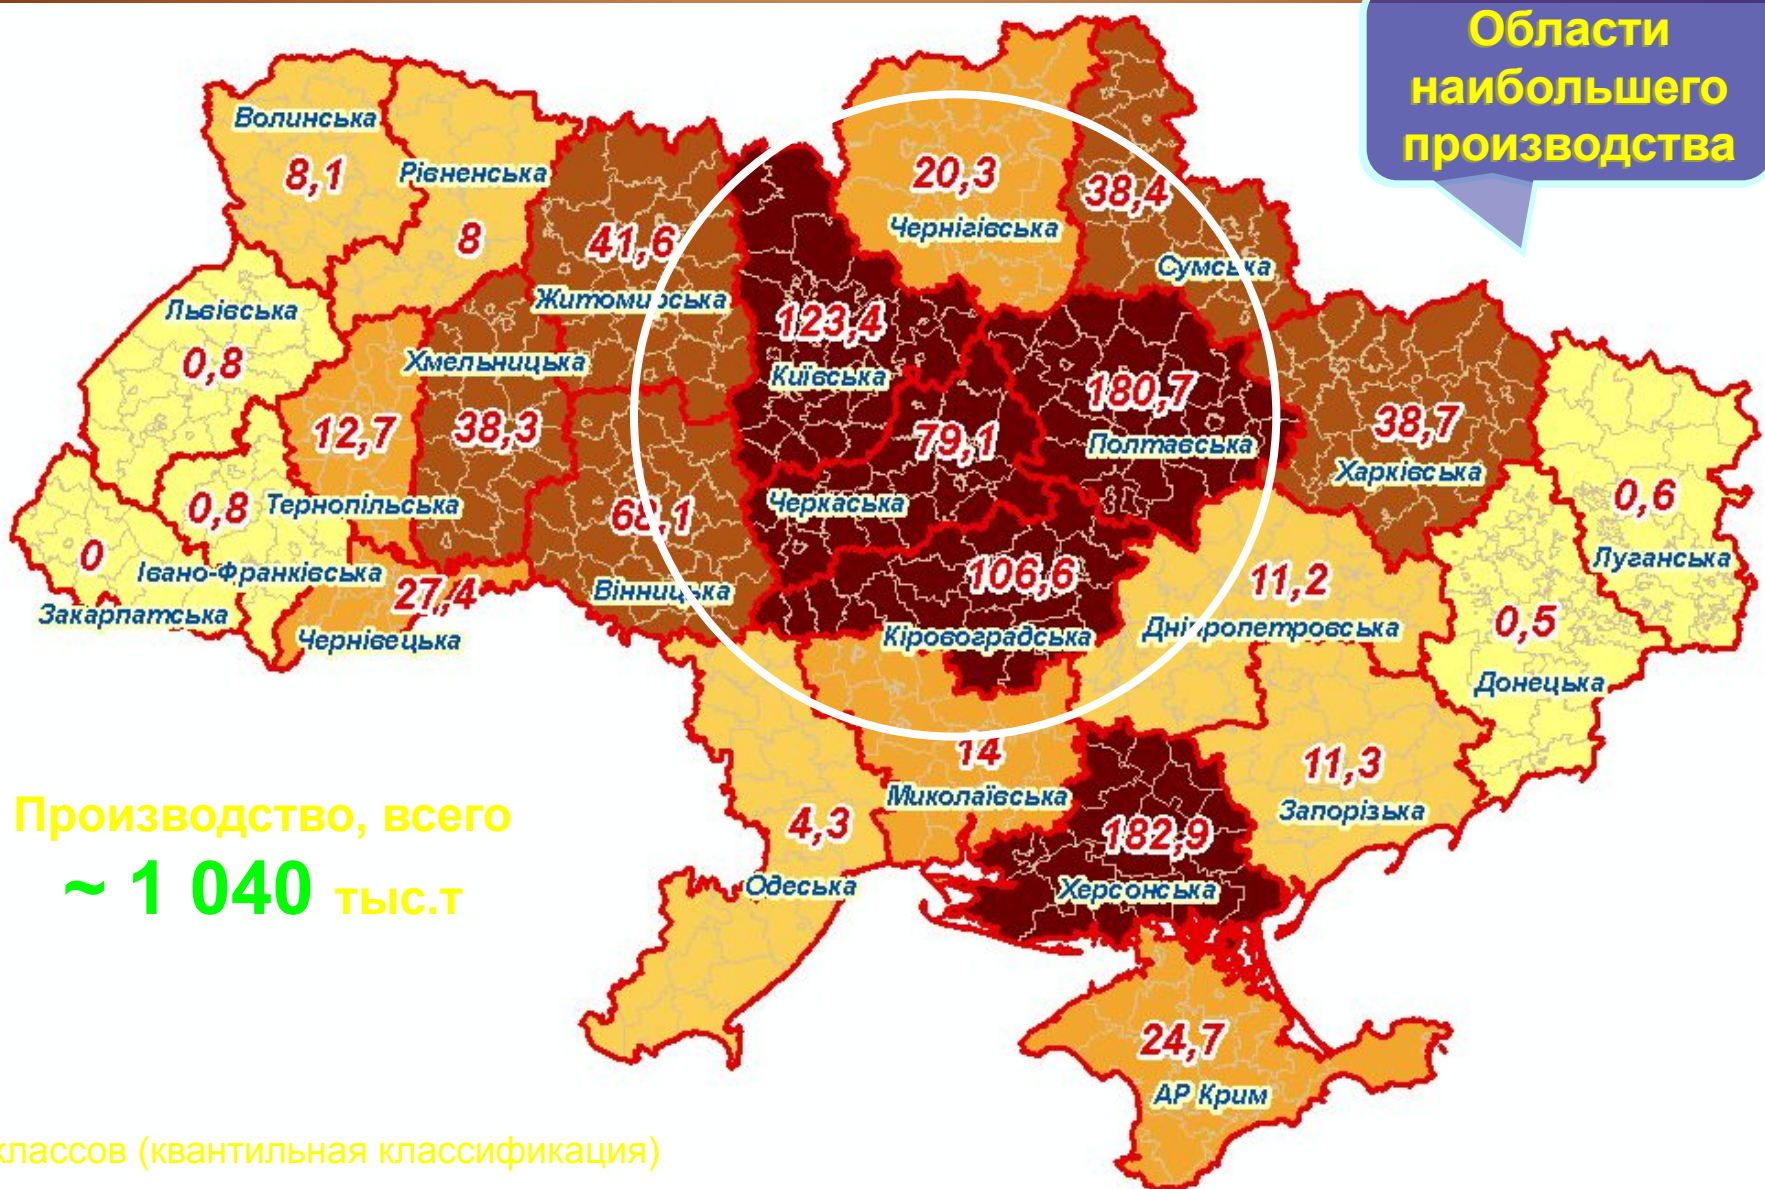 Области
наибольшего
производства
Волинська
8,1
Рівненська
8
41,6
Житомирська
20,3
Чернігівська
38,4
Сумська
Львівська
0,8
Хмельницька
38,3
12,7
Тернопільська
123,4
Київська
180,7
Полтавська
79,1
Черкаська
38,7
Харківська
0,6
Луганська
0
Закарпатська
0,8
Івано-Франківська
27,4
Чернівецька
68,1
Вінницька
106,6
Кіровоградська
11,2
Дніпропетровська
0,5
Донецька
14
Миколаївська
11,3
Запорізька
4,3
Одеська
182,9
Херсонська
24,7
АР Крим
Производство, всего
~ 1 040 тыс.т
классов (квантильная классификация)